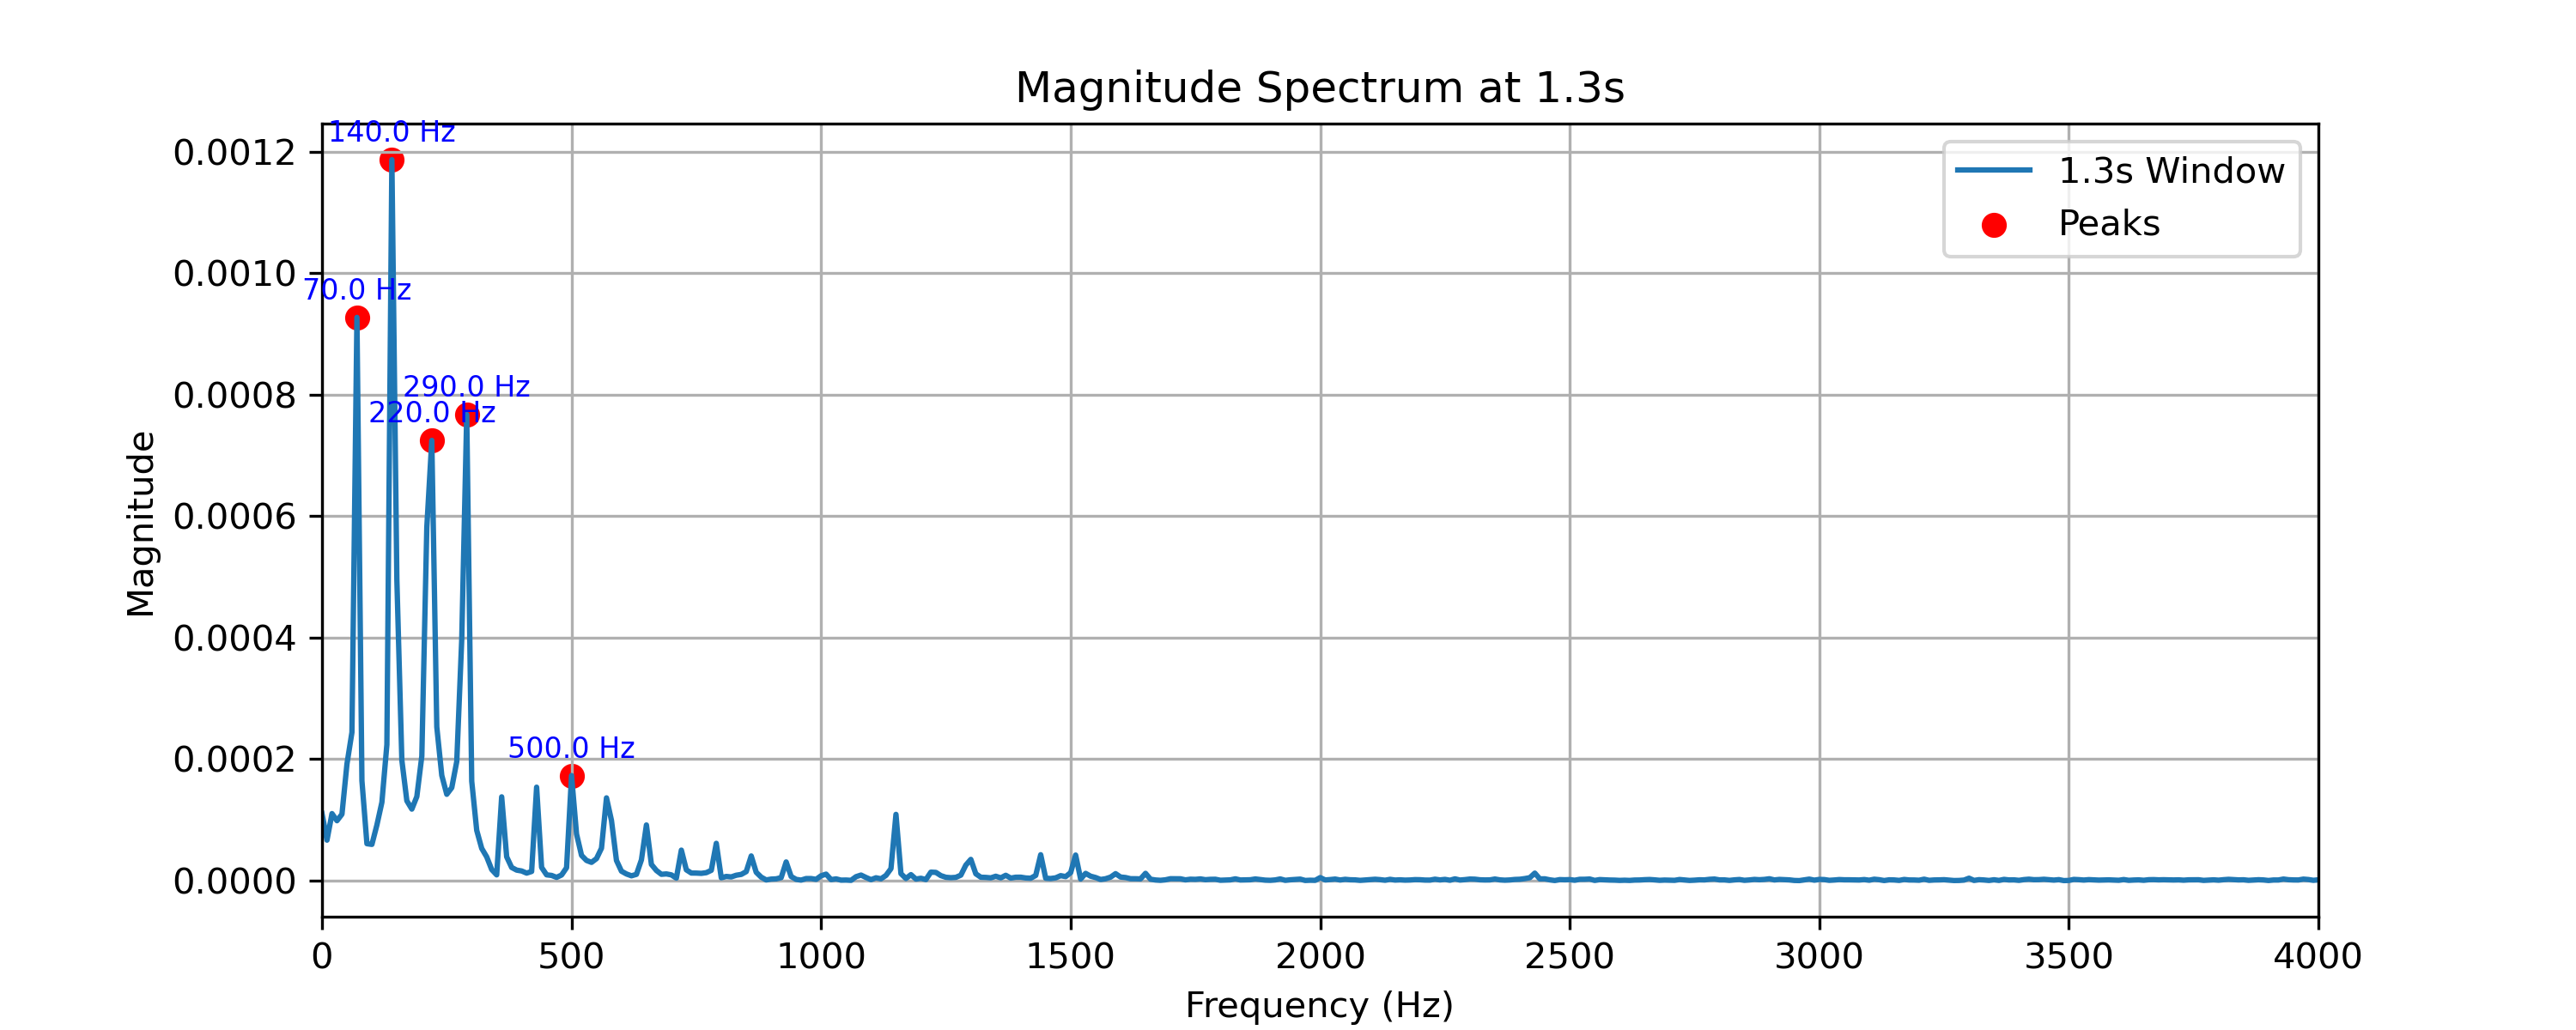 Magnitude Spectrum at 1.3s
140.0 Hz
70.0 Hz
290.0 Hz
220.0 Hz
500.0 Hz
1.3s Window
Peaks
Magnitude
0.0012
0.0010
0.0008
0.0006
0.0004
0.0002
0.0000
0 500 1000 1500 2000 2500 3000 3500 4000
Frequency (Hz)